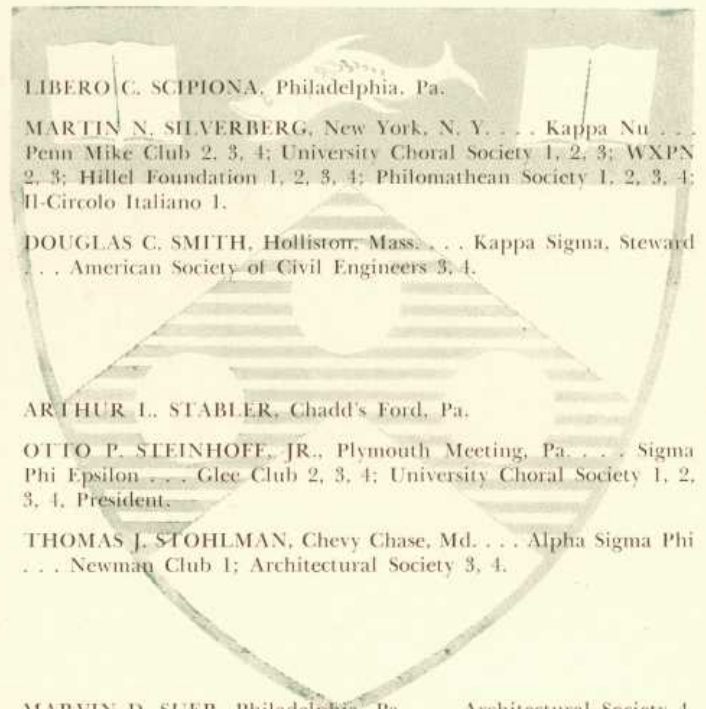 LIBERO C. SCIPIONA, Philadelphia, Pa.
MARTIN N. SILVERBERG, New York, N. Y. . . . Kappa Nu . . .
Penn Mike Club 2, 3, 4; University Choral Society 1, 2, 3; WXPN
2, 3; Hillel Foundation 1, 2, 3, 4; Philomathean Society 1, 2, 3, 4;
Il-Circolo Italiano 1.
DOUGLAS C. SMITH, Holliston, Mass. . . . Kappa Sigma, Steward
. . . American Society of Civil Engineers 3, 4.
ARTHUR L. STABLER, Chadd's Ford, Pa.
OTTO P. STEINHOFF, JR., Plymouth Meeting, Pa. . . . Sigma
Phi Epsilon . . . Glee Club 2, 3, 4; University Choral Society 1, 2,
3, 4, President.
THOMAS J. STOHLMAN, Chevy Chase, Md. . . . Alpha Sigma Phi
. . . Newman Club 1; Architectural Society 3, 4.
MARVIN D. SUER, Philadelphia, Pa. . . . Architectural Society 4.